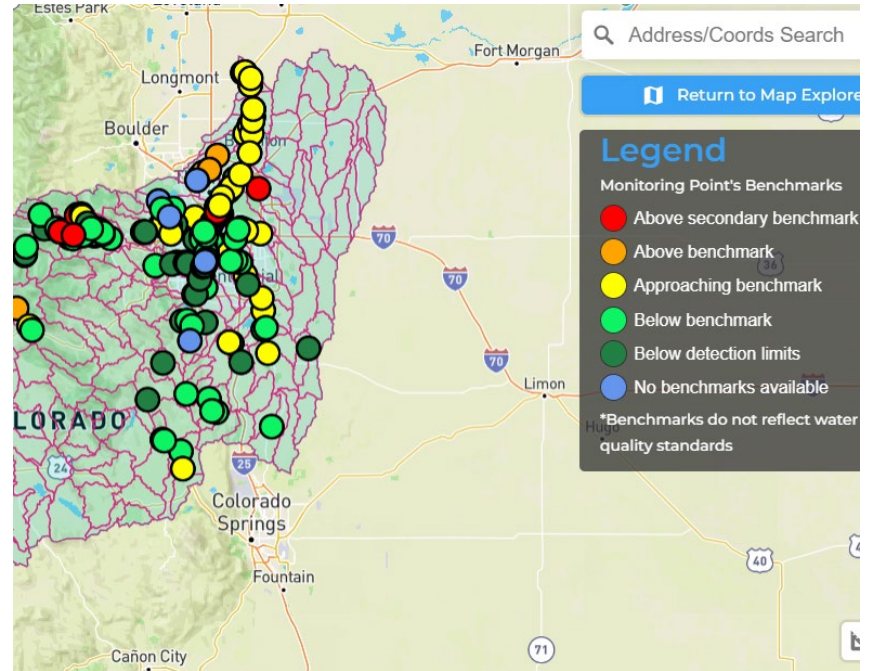 Estes Park
Fort Morgan
Longmont
Boulder
70
70
70
Limon
LORADO
24
25
Colorado
Springs
Fountain
40
71
Cañon City
Address/Coords Search
Return to Map Explore
Legend
Monitoring Point's Benchmarks
Above secondary benchmark
Above benchmark
Approaching benchmark
36
Below benchmark
Below detection limits
No benchmarks available
Hugo
*Benchmarks do not reflect water
quality standards